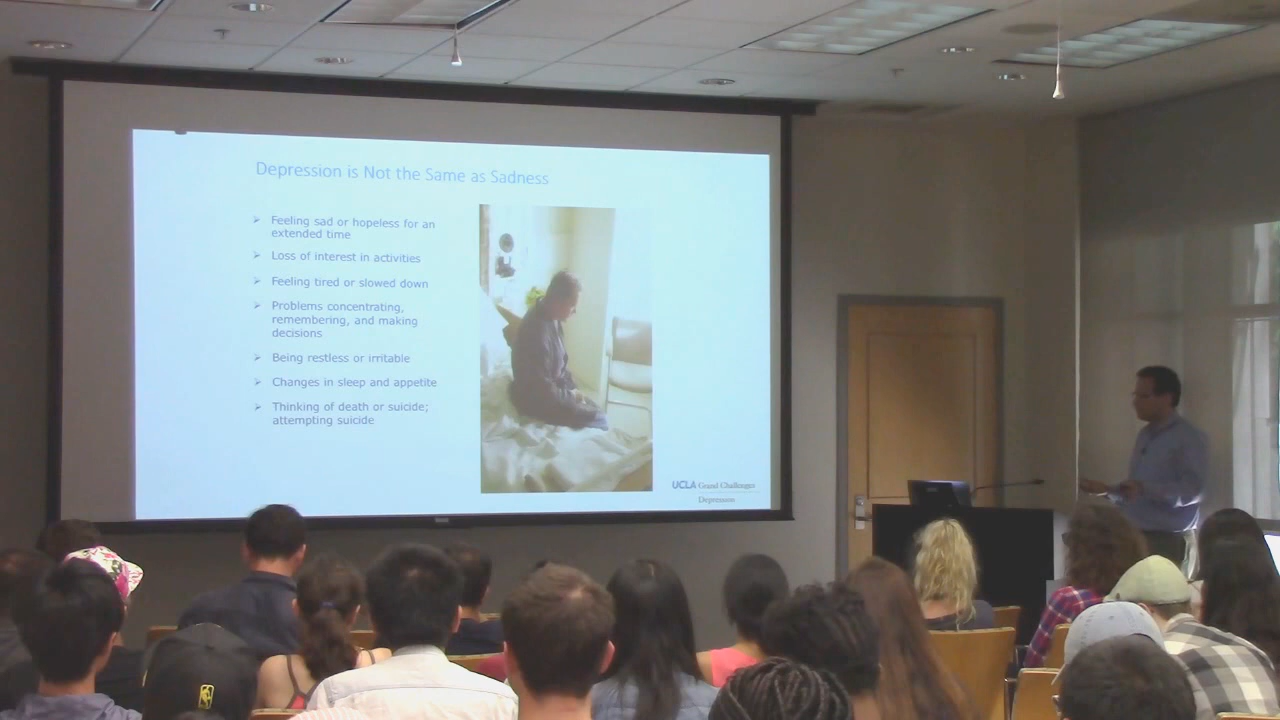 Depression is Not the Same as Sadness
➢ Feeling sad or hopeless for an
extended time
➢ Loss of interest in activities
➢ Feeling tired or slowed down
➢ Problems concentrating,
remembering, and making
decisions
➢ Being restless or irritable
➢ Changes in sleep and appetite
➢ Thinking of death or suicide;
attempting suicide
UCLA Grand Challenges
Depression